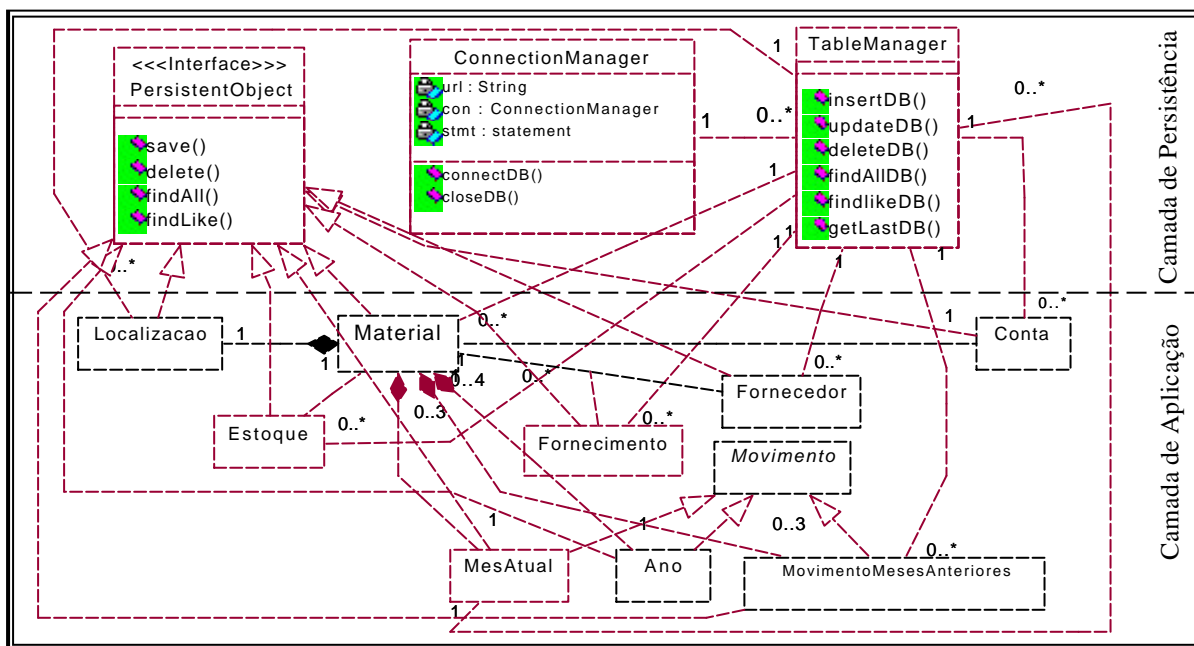 <<<Interface>>>
PersistentObject
save()
delete()
findAll()
findLike()
ConnectionManager
url : String
con : ConnectionManager
stmt : statement
connectDB()
closeDB()
TableManager
insertDB()
updateDB()
deleteDB()
findAllDB()
findlikeDB()
getLastDB()
Camada de Persistência
1
0..*
1
0..*
1
1
1
1
1
1
0..*
Localizacao
1
1
Material
0..*
1
0..*
Conta
1
0..4
0..*
0..*
Fornecedor
0..3
Estoque
0..*
Fornecimento
0..*
Movimento
1
1
0..3
0..*
MesAtual
Ano
MovimentoMesesAnteriores
1
1
Camada de Aplicação